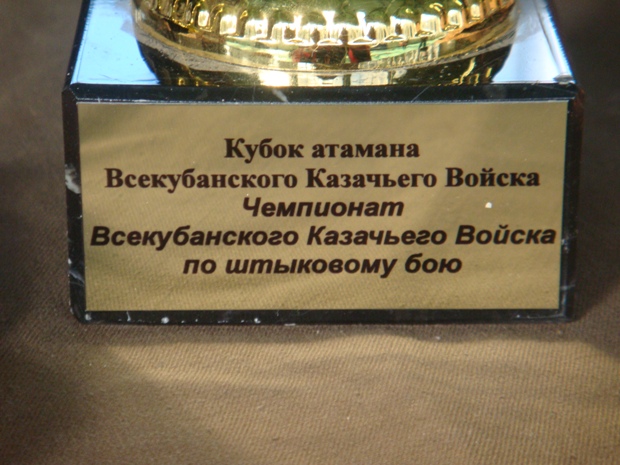 Кубок атамана
Всекубанского Казачьего Войска
Чемпионат
Всекубанского Казачьего Войска
по штыковому бою